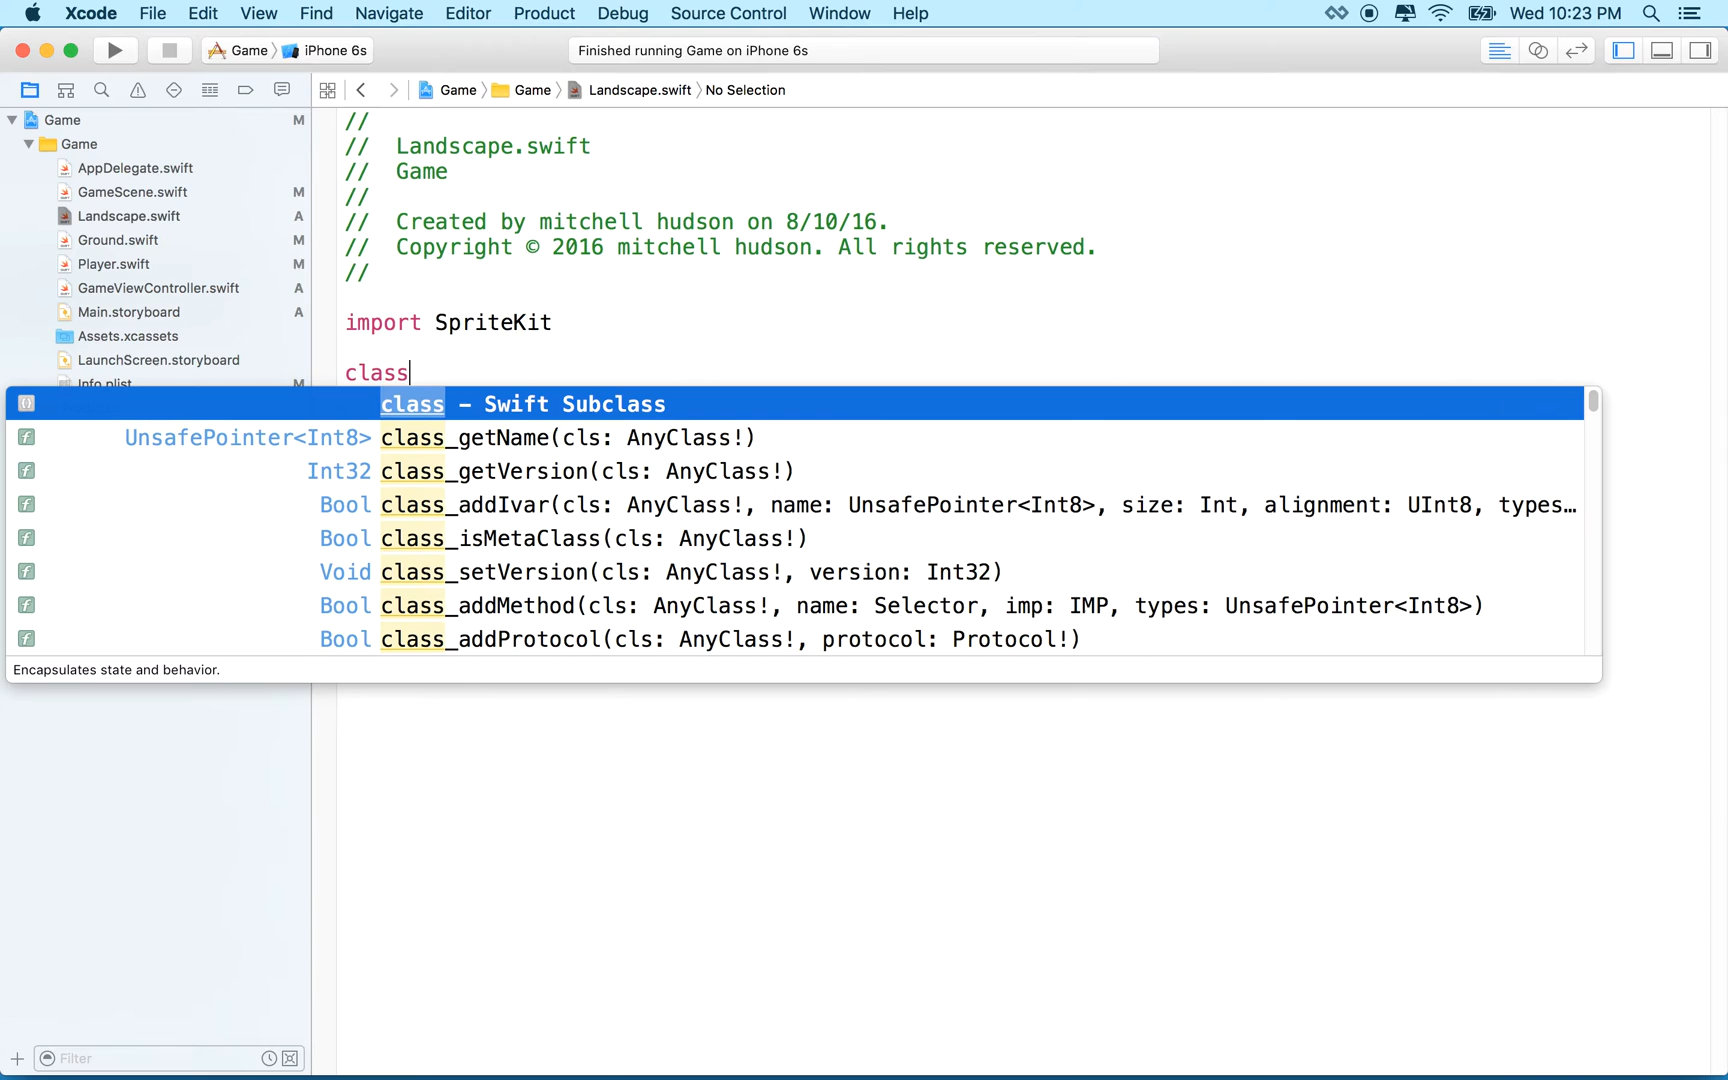 Xcode File Edit View Find Navigate Editor Product Debug Source Control Window Help Wed 10:23 PM
Game iPhone 6s Finished running Game on iPhone 6s
Game Game Landscape.swift No Selection
Game M
Game
AppDelegate.swift
GameScene.swift M
Landscape.swift A
Ground.swift M
Player.swift M
GameViewController.swift A
Main.storyboard A
Assets.xcassets
LaunchScreen.storyboard
Info.plist M
//
// Landscape.swift
// Game
//
// Created by mitchell hudson on 8/10/16.
// Copyright © 2016 mitchell hudson. All rights reserved.
//
import SpriteKit
class
class – Swift Subclass
UnsafePointer<Int8> class_getName(cls: AnyClass!)
Int32 class_getVersion(cls: AnyClass!)
Bool class_addIvar(cls: AnyClass!, name: UnsafePointer<Int8>, size: Int, alignment: UInt8, types…
Bool class_isMetaClass(cls: AnyClass!)
Void class_setVersion(cls: AnyClass!, version: Int32)
Bool class_addMethod(cls: AnyClass!, name: Selector, imp: IMP, types: UnsafePointer<Int8>)
Bool class_addProtocol(cls: AnyClass!, protocol: Protocol!)
Encapsulates state and behavior.
Filter